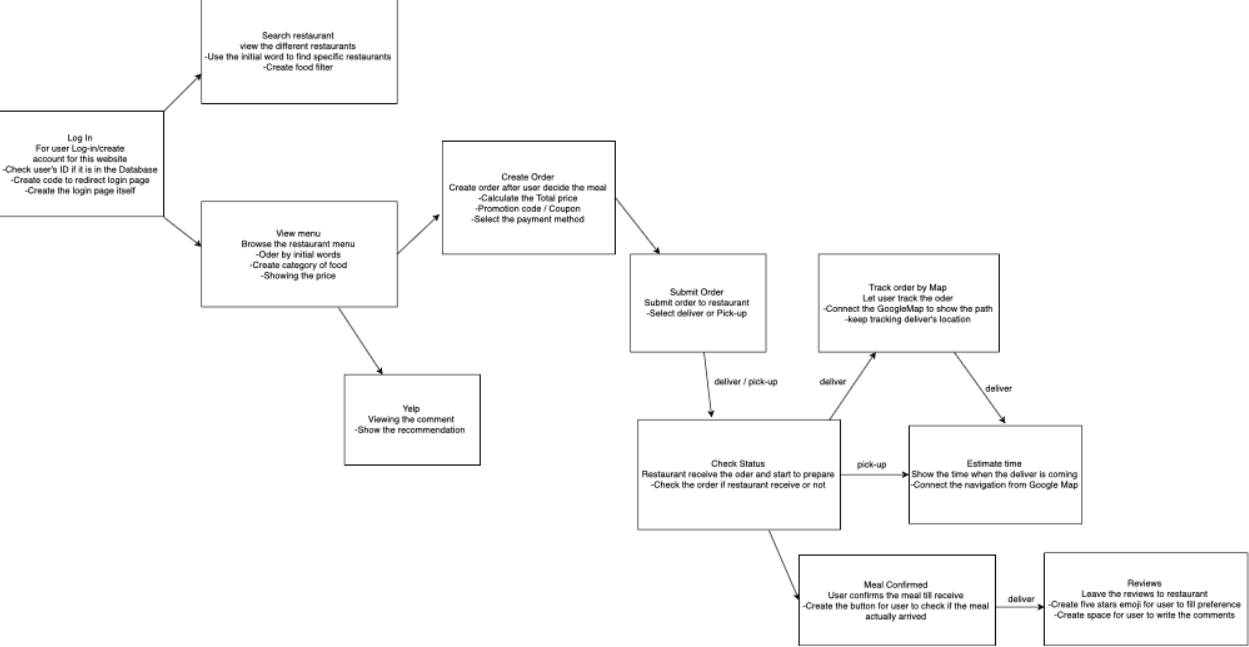 Search restaurant
view the different restaurants
-Use the initial word to find specific restaurants
-Create food filter
Log In
For user Log-in/create
account for this website
-Check user's ID if it is in the Database
-Create code to redirect login page
-Create the login page itself
View menu
Browse the restaurant menu
-Oder by initial words
-Create category of food
-Showing the price
Create Order
Create order after user decide the meal
-Calculate the Total price
-Promotion code / Coupon
-Select the payment method
Yelp
Viewing the comment
-Show the recommendation
Submit Order
Submit order to restaurant
-Select deliver or Pick-up
deliver / pick-up
Track order by Map
Let user track the oder
-Connect the GoogleMap to show the path
-keep tracking deliver's location
deliver
deliver
Check Status
Restaurant receive the oder and start to prepare
-Check the order if restaurant receive or not
pick-up
Estimate time
Show the time when the deliver is coming
-Connect the navigation from Google Map
Meal Confirmed
User confirms the meal till receive
-Create the button for user to check if the meal
actually arrived
deliver
Reviews
Leave the reviews to restaurant
-Create five stars emoji for user to fill preference
-Create space for user to write the comments